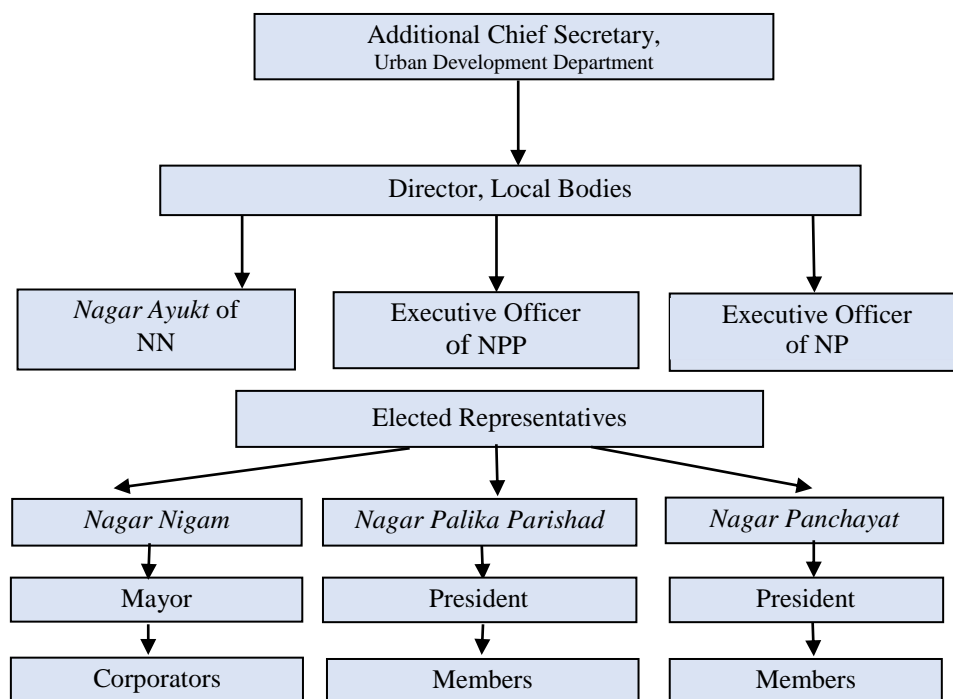 Additional Chief Secretary,
Urban Development Department
Director, Local Bodies
Nagar Ayukt of
NN
Executive Officer
of NPP
Executive Officer
of NP
Elected Representatives
Nagar Nigam
Nagar Palika Parishad
Nagar Panchayat
Mayor
President
President
Corporators
Members
Members